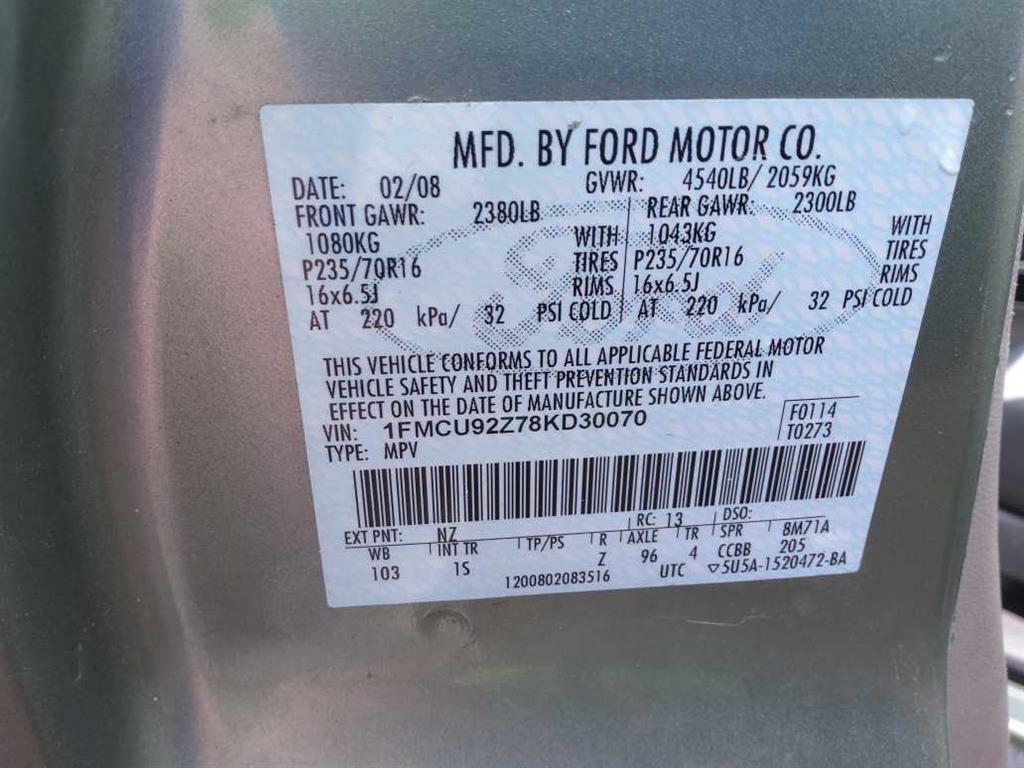 MFD. BY FORD MOTOR CO.
DATE: 02/08 GVWR: 4540LB/ 2059KG
FRONT GAWR: 2380LB REAR GAWR: 2300LB
1080KG WITH 1043KG WITH
P235/70R16 TIRES P235/70R16 TIRES
16x6.5J RIMS 16x6.5J RIMS
AT 220 kPa/ 32 PSI COLD AT 220 kPa/ 32 PSI COLD
Ford
THIS VEHICLE CONFORMS TO ALL APPLICABLE FEDERAL MOTOR
VEHICLE SAFETY AND THEFT PREVENTION STANDARDS IN
EFFECT ON THE DATE OF MANUFACTURE SHOWN ABOVE.
VIN: 1FMCU92Z78KD30070 F0114
TYPE: MPV T0273
EXT PNT: NZ RC: 13 DSO:
WB INT TR TP/PS R AXLE TR SPR 8M71A
103 1S Z 96 4 CCBB 205
1200802083516 UTC ▽5U5A-1520472-BA